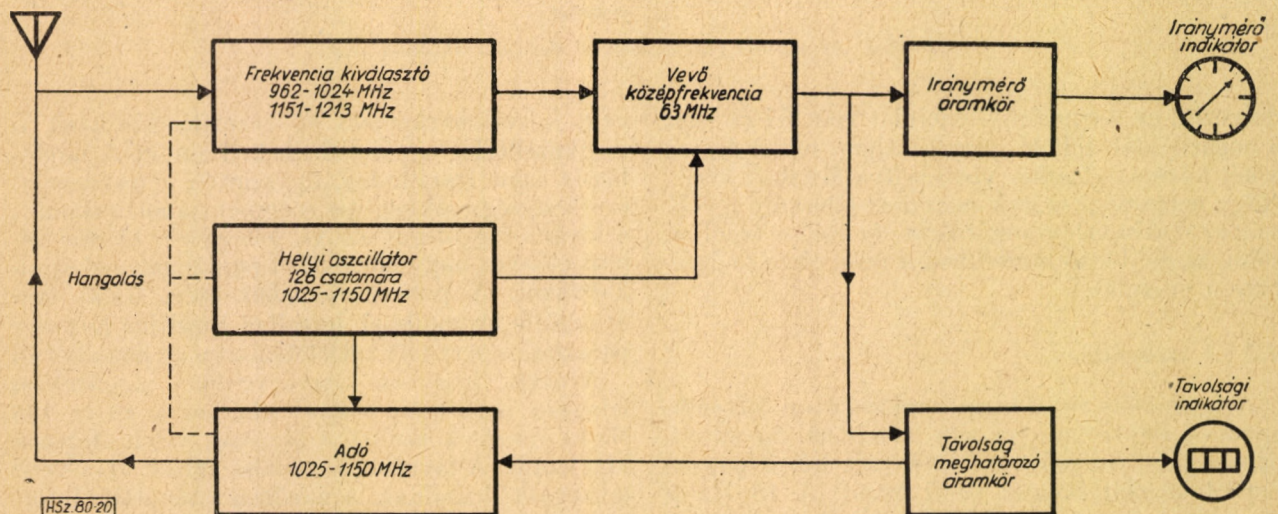 Frekvencia kiválasztó
962-1024 MHz
1151-1213 MHz
Vevő
középfrekvencia
63 MHz
Iránymérő
áramkör
Iránymérő
indikátor
Hangolás
Helyi oszcillátor
126 csatornára
1025-1150 MHz
Adó
1025-1150 MHz
Távolság
meghatározó
áramkör
Távolsági
indikátor
HSz.80-20